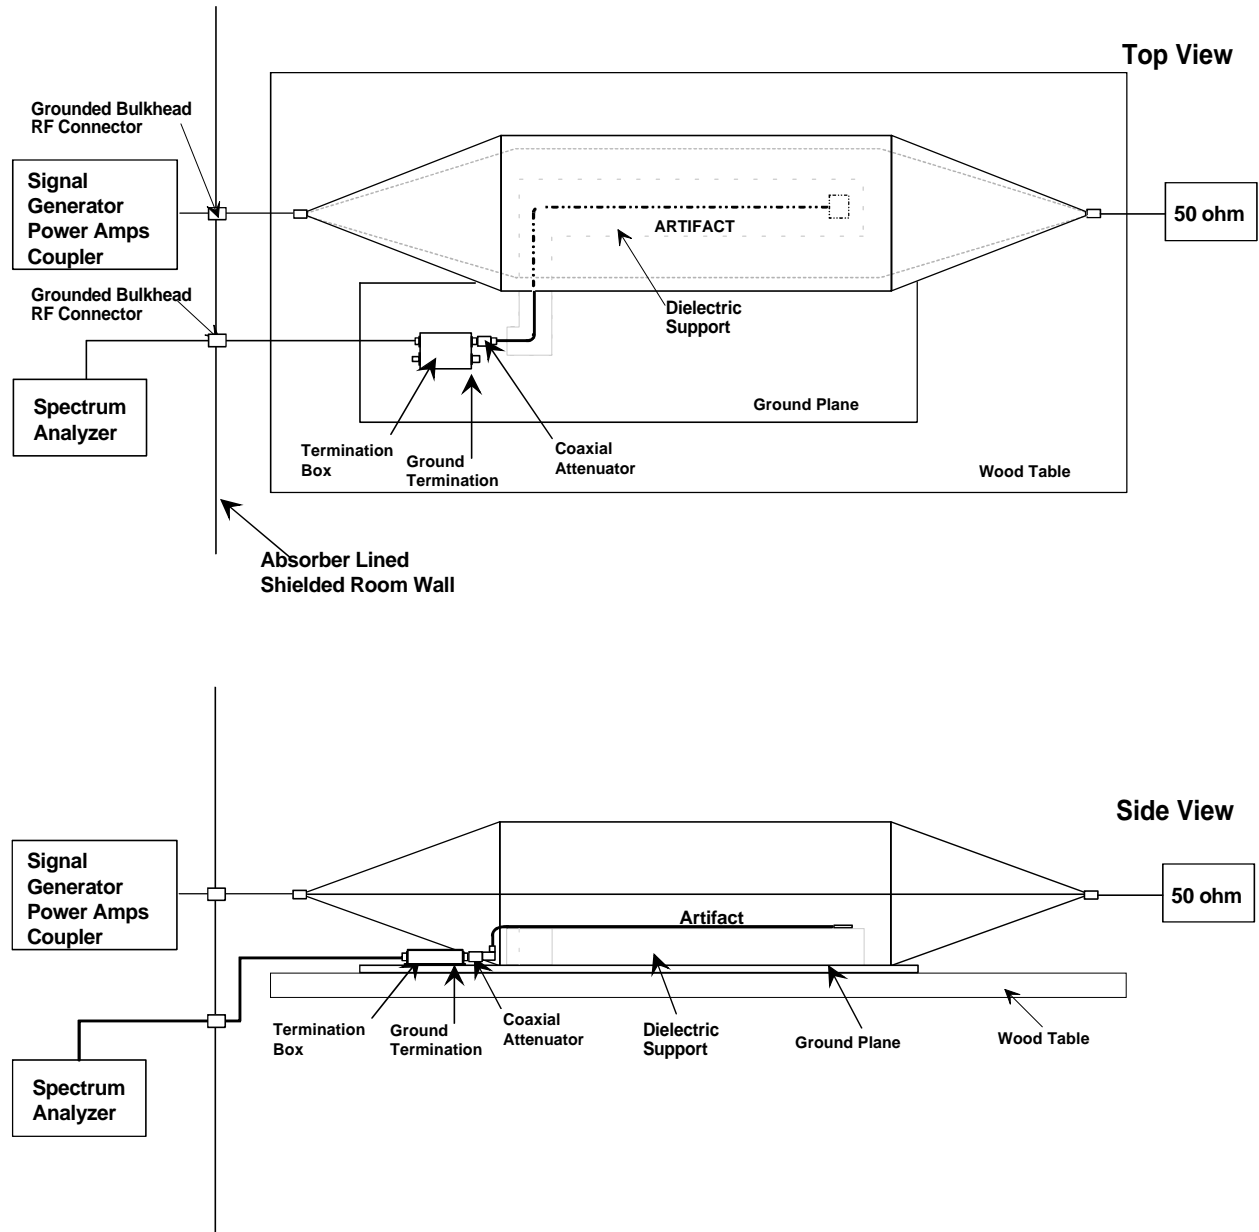 Top View
Grounded Bulkhead
RF Connector
Signal
Generator
Power Amps
Coupler
50 ohm
ARTIFACT
Grounded Bulkhead
RF Connector
Dielectric
Support
Spectrum
Analyzer
Ground Plane
Termination
Box
Ground
Termination
Coaxial
Attenuator
Wood Table
Absorber Lined
Shielded Room Wall
Side View
Signal
Generator
Power Amps
Coupler
50 ohm
Artifact
Termination
Box
Ground
Termination
Coaxial
Attenuator
Dielectric
Support
Ground Plane
Wood Table
Spectrum
Analyzer